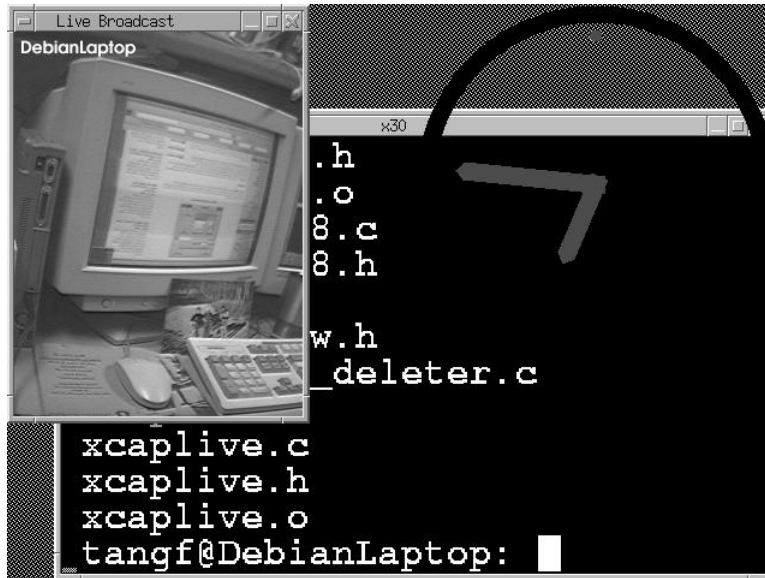 Live Broadcast
DebianLaptop
x30
.h
.o
8.c
8.h
w.h
_deleter.c
xcaplive.c
xcaplive.h
xcaplive.o
tangf@DebianLaptop: